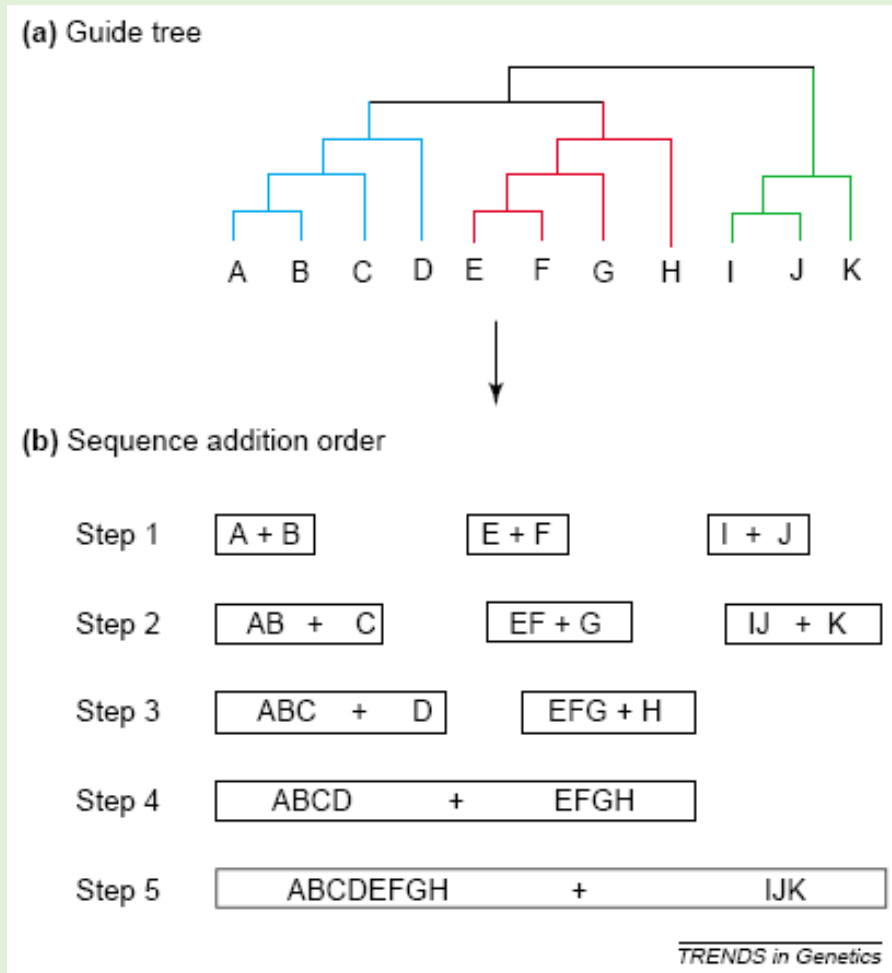 (a) Guide tree
A B C D E F G H I J K
(b) Sequence addition order
Step 1 A + B E + F I + J
Step 2 AB + C EF + G IJ + K
Step 3 ABC + D EFG + H
Step 4 ABCD + EFGH
Step 5 ABCDEFGH + IJK
TRENDS in Genetics